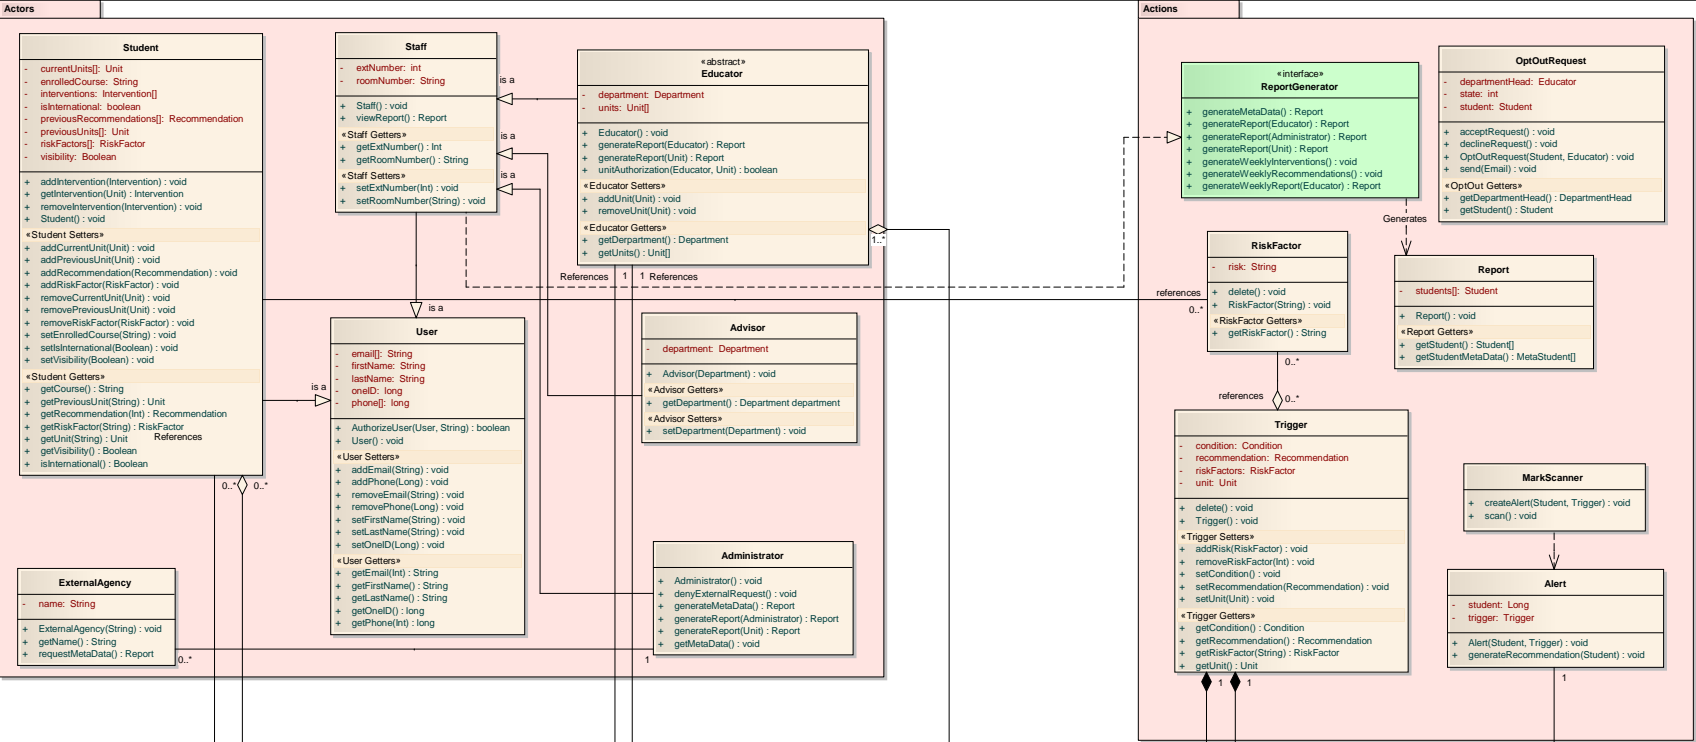 Actors
Student
- currentUnits[]: Unit
- enrolledCourse: String
- interventions: Intervention[]
- isInternational: boolean
- previousRecommendations[]: Recommendation
- previousUnits[]: Unit
- riskFactors[]: RiskFactor
- visibility: Boolean
+ addIntervention(Intervention) : void
+ getIntervention(Unit) : Intervention
+ removeIntervention(Intervention) : void
+ Student() : void
«Student Setters»
+ addCurrentUnit(Unit) : void
+ addPreviousUnit(Unit) : void
+ addRecommendation(Recommendation) : void
+ addRiskFactor(RiskFactor) : void
+ removeCurrentUnit(Unit) : void
+ removePreviousUnit(Unit) : void
+ removeRiskFactor(RiskFactor) : void
+ setEnrolledCourse(String) : void
+ setIsInternational(Boolean) : void
+ setVisibility(Boolean) : void
«Student Getters»
+ getCourse() : String
+ getPreviousUnit(String) : Unit
+ getRecommendation(Int) : Recommendation
+ getRiskFactor(String) : RiskFactor
+ getUnit(String) : Unit
+ getVisibility() : Boolean
+ isInternational() : Boolean
References
0..*
0..*
is a
ExternalAgency
- name: String
+ ExternalAgency(String) : void
+ getName() : String
+ requestMetaData() : Report
0..*
1
Staff
- extNumber: int
- roomNumber: String
+ Staff() : void
+ viewReport() : Report
«Staff Getters»
+ getExtNumber() : Int
+ getRoomNumber() : String
«Staff Setters»
+ setExtNumber(Int) : void
+ setRoomNumber(String) : void
is a
is a
is a
is a
User
- email[]: String
- firstName: String
- lastName: String
- oneID: long
- phone[]: long
+ AuthorizeUser(User, String) : boolean
+ User() : void
«User Setters»
+ addEmail(String) : void
+ addPhone(Long) : void
+ removeEmail(String) : void
+ removePhone(Long) : void
+ setFirstName(String) : void
+ setLastName(String) : void
+ setOneID(Long) : void
«User Getters»
+ getEmail(Int) : String
+ getFirstName() : String
+ getLastName() : String
+ getOneID() : long
+ getPhone(Int) : long
«abstract»
Educator
- department: Department
- units: Unit[]
+ Educator() : void
+ generateReport(Educator) : Report
+ generateReport(Unit) : Report
+ unitAuthorization(Educator, Unit) : boolean
«Educator Setters»
+ addUnit(Unit) : void
+ removeUnit(Unit) : void
«Educator Getters»
+ getDerpartment() : Department
+ getUnits() : Unit[]
1..*
References 1 1 References
Advisor
- department: Department
+ Advisor(Department) : void
«Advisor Getters»
+ getDepartment() : Department department
«Advisor Setters»
+ setDepartment(Department) : void
Administrator
+ Administrator() : void
+ denyExternalRequest() : void
+ generateMetaData() : Report
+ generateReport(Administrator) : Report
+ generateReport(Unit) : Report
+ getMetaData() : void
Actions
«interface»
ReportGenerator
+ generateMetaData() : Report
+ generateReport(Educator) : Report
+ generateReport(Administrator) : Report
+ generateReport(Unit) : Report
+ generateWeeklyInterventions() : void
+ generateWeeklyRecommendations() : void
+ generateWeeklyReport(Educator) : Report
Generates
OptOutRequest
- departmentHead: Educator
- state: int
- student: Student
+ acceptRequest() : void
+ declineRequest() : void
+ OptOutRequest(Student, Educator) : void
+ send(Email) : void
«OptOut Getters»
+ getDepartmentHead() : DepartmentHead
+ getStudent() : Student
RiskFactor
- risk: String
+ delete() : void
+ RiskFactor(String) : void
«RiskFactor Getters»
+ getRiskFactor() : String
references
0..*
0..*
references
0..*
Report
- students[]: Student
+ Report() : void
«Report Getters»
+ getStudent() : Student[]
+ getStudentMetaData() : MetaStudent[]
Trigger
- condition: Condition
- recommendation: Recommendation
- riskFactors: RiskFactor
- unit: Unit
+ delete() : void
+ Trigger() : void
«Trigger Setters»
+ addRisk(RiskFactor) : void
+ removeRiskFactor(Int) : void
+ setCondition() : void
+ setRecommendation(Recommendation) : void
+ setUnit(Unit) : void
«Trigger Getters»
+ getCondition() : Condition
+ getRecommendation() : Recommendation
+ getRiskFactor(String) : RiskFactor
+ getUnit() : Unit
1 1
MarkScanner
+ createAlert(Student, Trigger) : void
+ scan() : void
Alert
- student: Long
- trigger: Trigger
+ Alert(Student, Trigger) : void
+ generateRecommendation(Student) : void
1